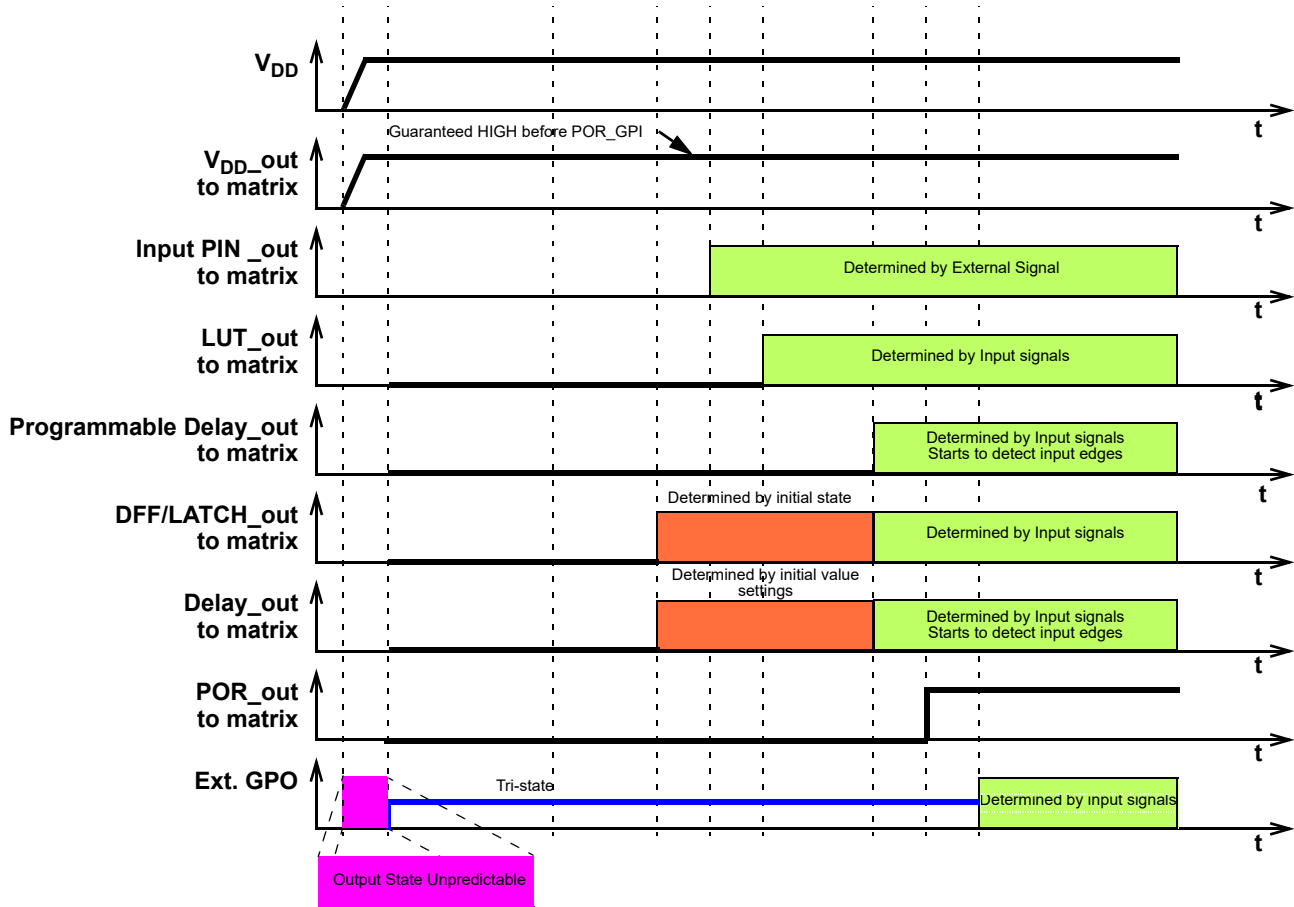 VDD
t
Guaranteed HIGH before POR_GPI
VDD_out
to matrix
t
Input PIN _out
to matrix
Determined by External Signal
t
LUT_out
to matrix
Determined by Input signals
t
Programmable Delay_out
to matrix
Determined by Input signals
Starts to detect input edges
t
DFF/LATCH_out
to matrix
Determined by initial state
Determined by Input signals
t
Delay_out
to matrix
Determined by initial value
settings
Determined by Input signals
Starts to detect input edges
t
POR_out
to matrix
t
Ext. GPO
Tri-state
Determined by input signals
t
Output State Unpredictable